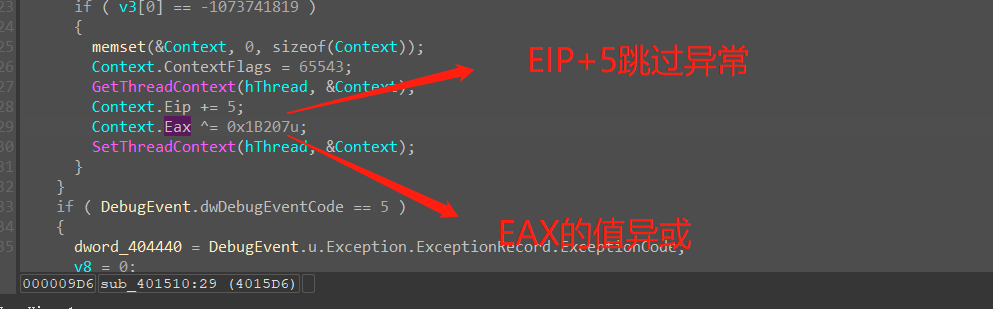 23 if ( v3[0] == -1073741819 )
24 {
25 memset(&Context, 0, sizeof(Context));
26 Context.ContextFlags = 65543;
27 GetThreadContext(hThread, &Context);
28 Context.Eip += 5;
29 Context.Eax ^= 0x1B207u;
30 SetThreadContext(hThread, &Context);
31 }
32 }
33 if ( DebugEvent.dwDebugEventCode == 5 )
34 {
35 dword_404440 = DebugEvent.u.Exception.ExceptionRecord.ExceptionCode;
v8 = 0;
EIP+5跳过异常
EAX的值异或
000009D6 sub_401510:29 (4015D6)